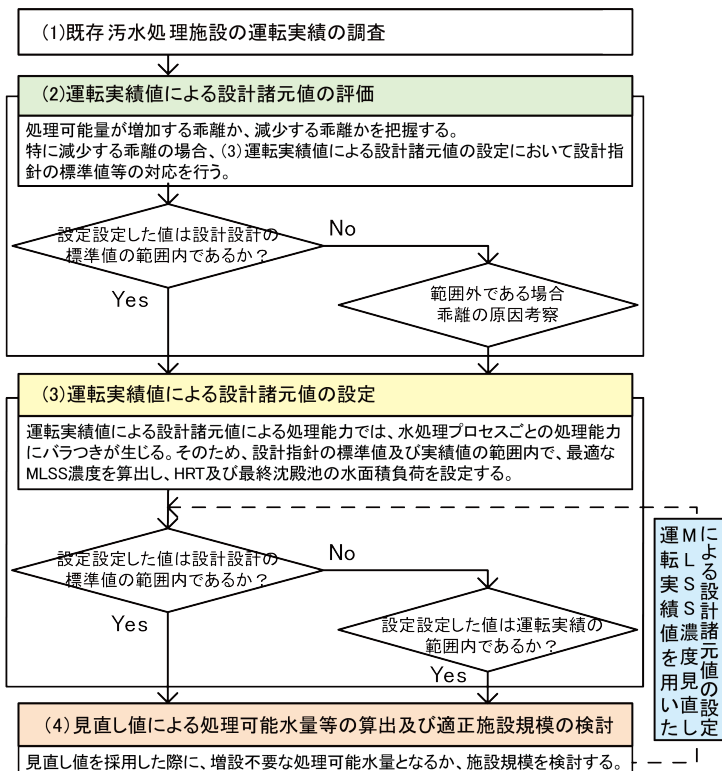 (1)既存汚水処理施設の運転実績の調査
(2)運転実績値による設計諸元値の評価
処理可能量が増加する乖離か、減少する乖離かを把握する。
特に減少する乖離の場合、(3)運転実績値による設計諸元値の設定において設計指
針の標準値等の対応を行う。
設定設定した値は設計設計の
標準値の範囲内であるか？
No
Yes
範囲外である場合
乖離の原因考察
(3)運転実績値による設計諸元値の設定
運転実績値による設計諸元値による処理能力では、水処理プロセスごとの処理能力
にバラつきが生じる。そのため、設計指針の標準値及び実績値の範囲内で、最適な
MLSS濃度を算出し、HRT及び最終沈殿池の水面積負荷を設定する。
設定設定した値は設計設計の
標準値の範囲内であるか？
No
Yes
設定設定した値は運転実績の
範囲内であるか？
Yes
による設計諸元値の設定
MLSS濃度見直し
運転実績値を用いた
(4)見直し値による処理可能水量等の算出及び適正施設規模の検討
見直し値を採用した際に、増設不要な処理可能水量となるか、施設規模を検討する。